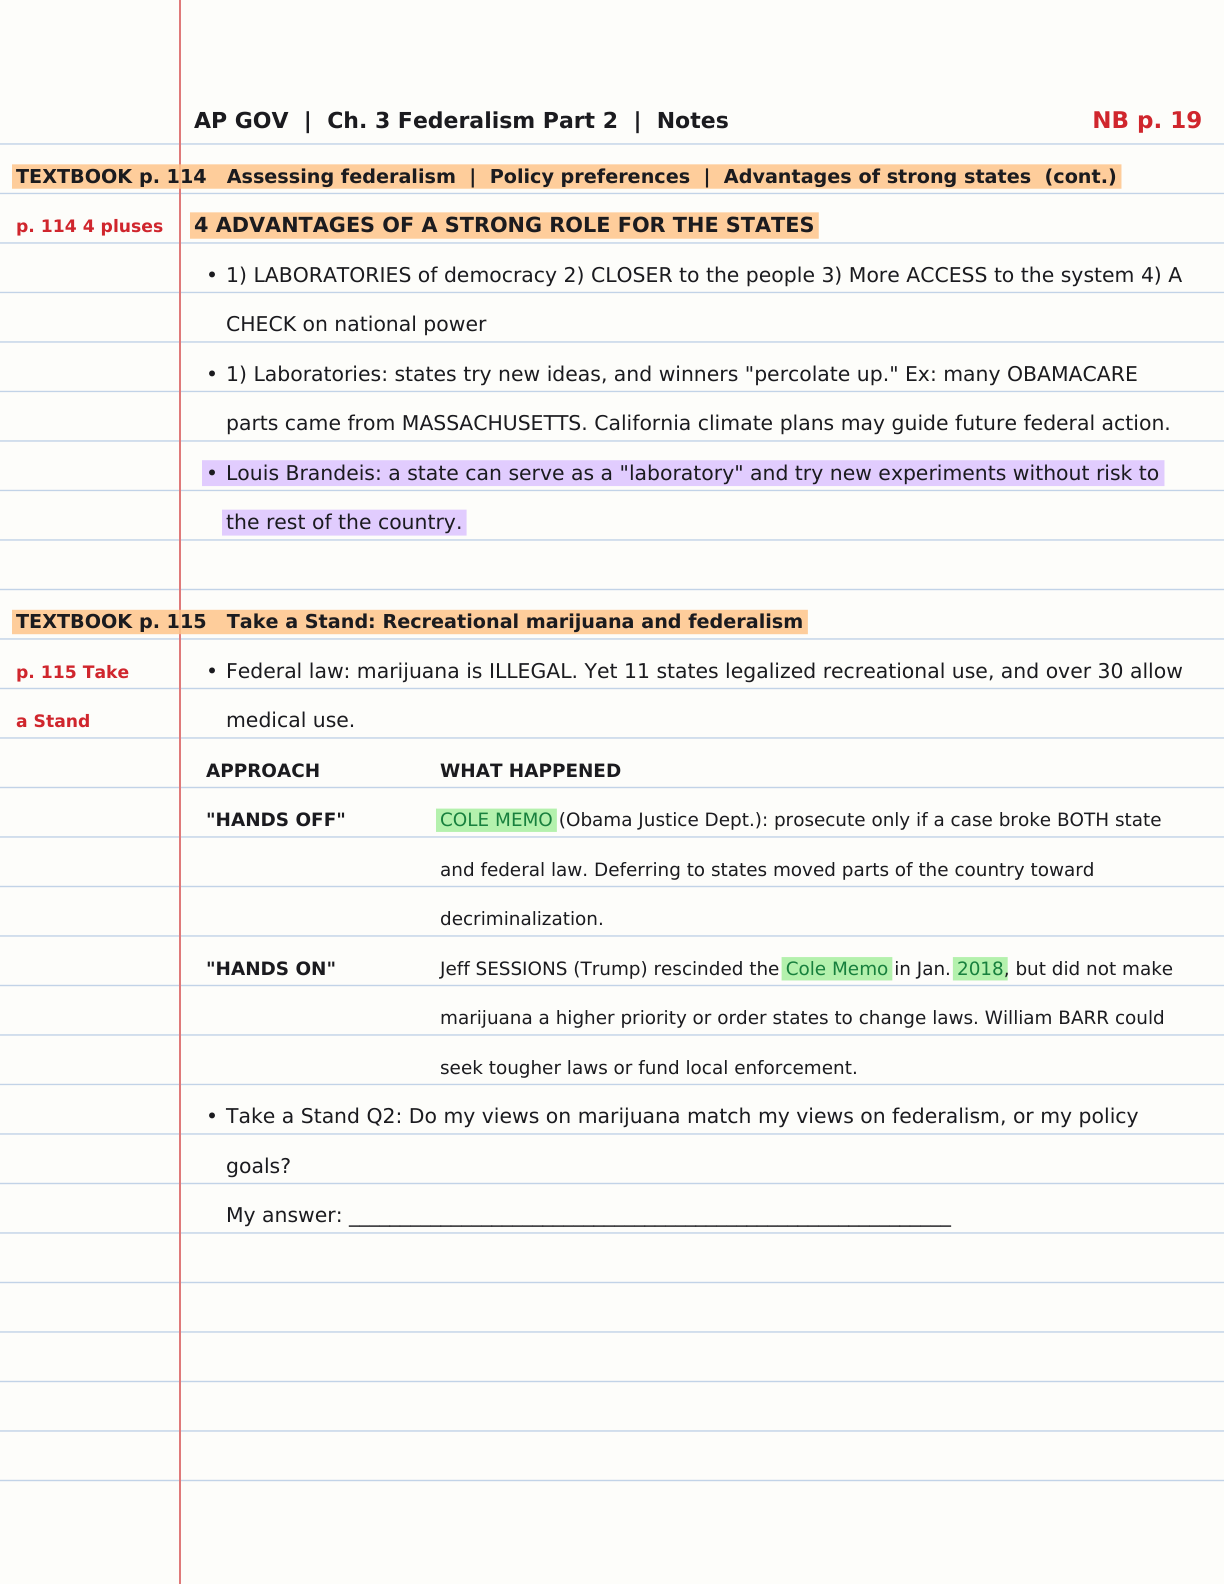 AP GOV | Ch. 3 Federalism Part 2 | Notes
NB p. 19
TEXTBOOK p. 114 Assessing federalism | Policy preferences | Advantages of strong states (cont.)
p. 114 4 pluses
4 ADVANTAGES OF A STRONG ROLE FOR THE STATES
• 1) LABORATORIES of democracy 2) CLOSER to the people 3) More ACCESS to the system 4) A
CHECK on national power
• 1) Laboratories: states try new ideas, and winners "percolate up." Ex: many OBAMACARE
parts came from MASSACHUSETTS. California climate plans may guide future federal action.
• Louis Brandeis: a state can serve as a "laboratory" and try new experiments without risk to
the rest of the country.
TEXTBOOK p. 115 Take a Stand: Recreational marijuana and federalism
p. 115 Take
a Stand
• Federal law: marijuana is ILLEGAL. Yet 11 states legalized recreational use, and over 30 allow
medical use.
APPROACH WHAT HAPPENED
"HANDS OFF" COLE MEMO (Obama Justice Dept.): prosecute only if a case broke BOTH state
and federal law. Deferring to states moved parts of the country toward
decriminalization.
"HANDS ON" Jeff SESSIONS (Trump) rescinded the Cole Memo in Jan. 2018, but did not make
marijuana a higher priority or order states to change laws. William BARR could
seek tougher laws or fund local enforcement.
• Take a Stand Q2: Do my views on marijuana match my views on federalism, or my policy
goals?
My answer: ____________________________________________________________